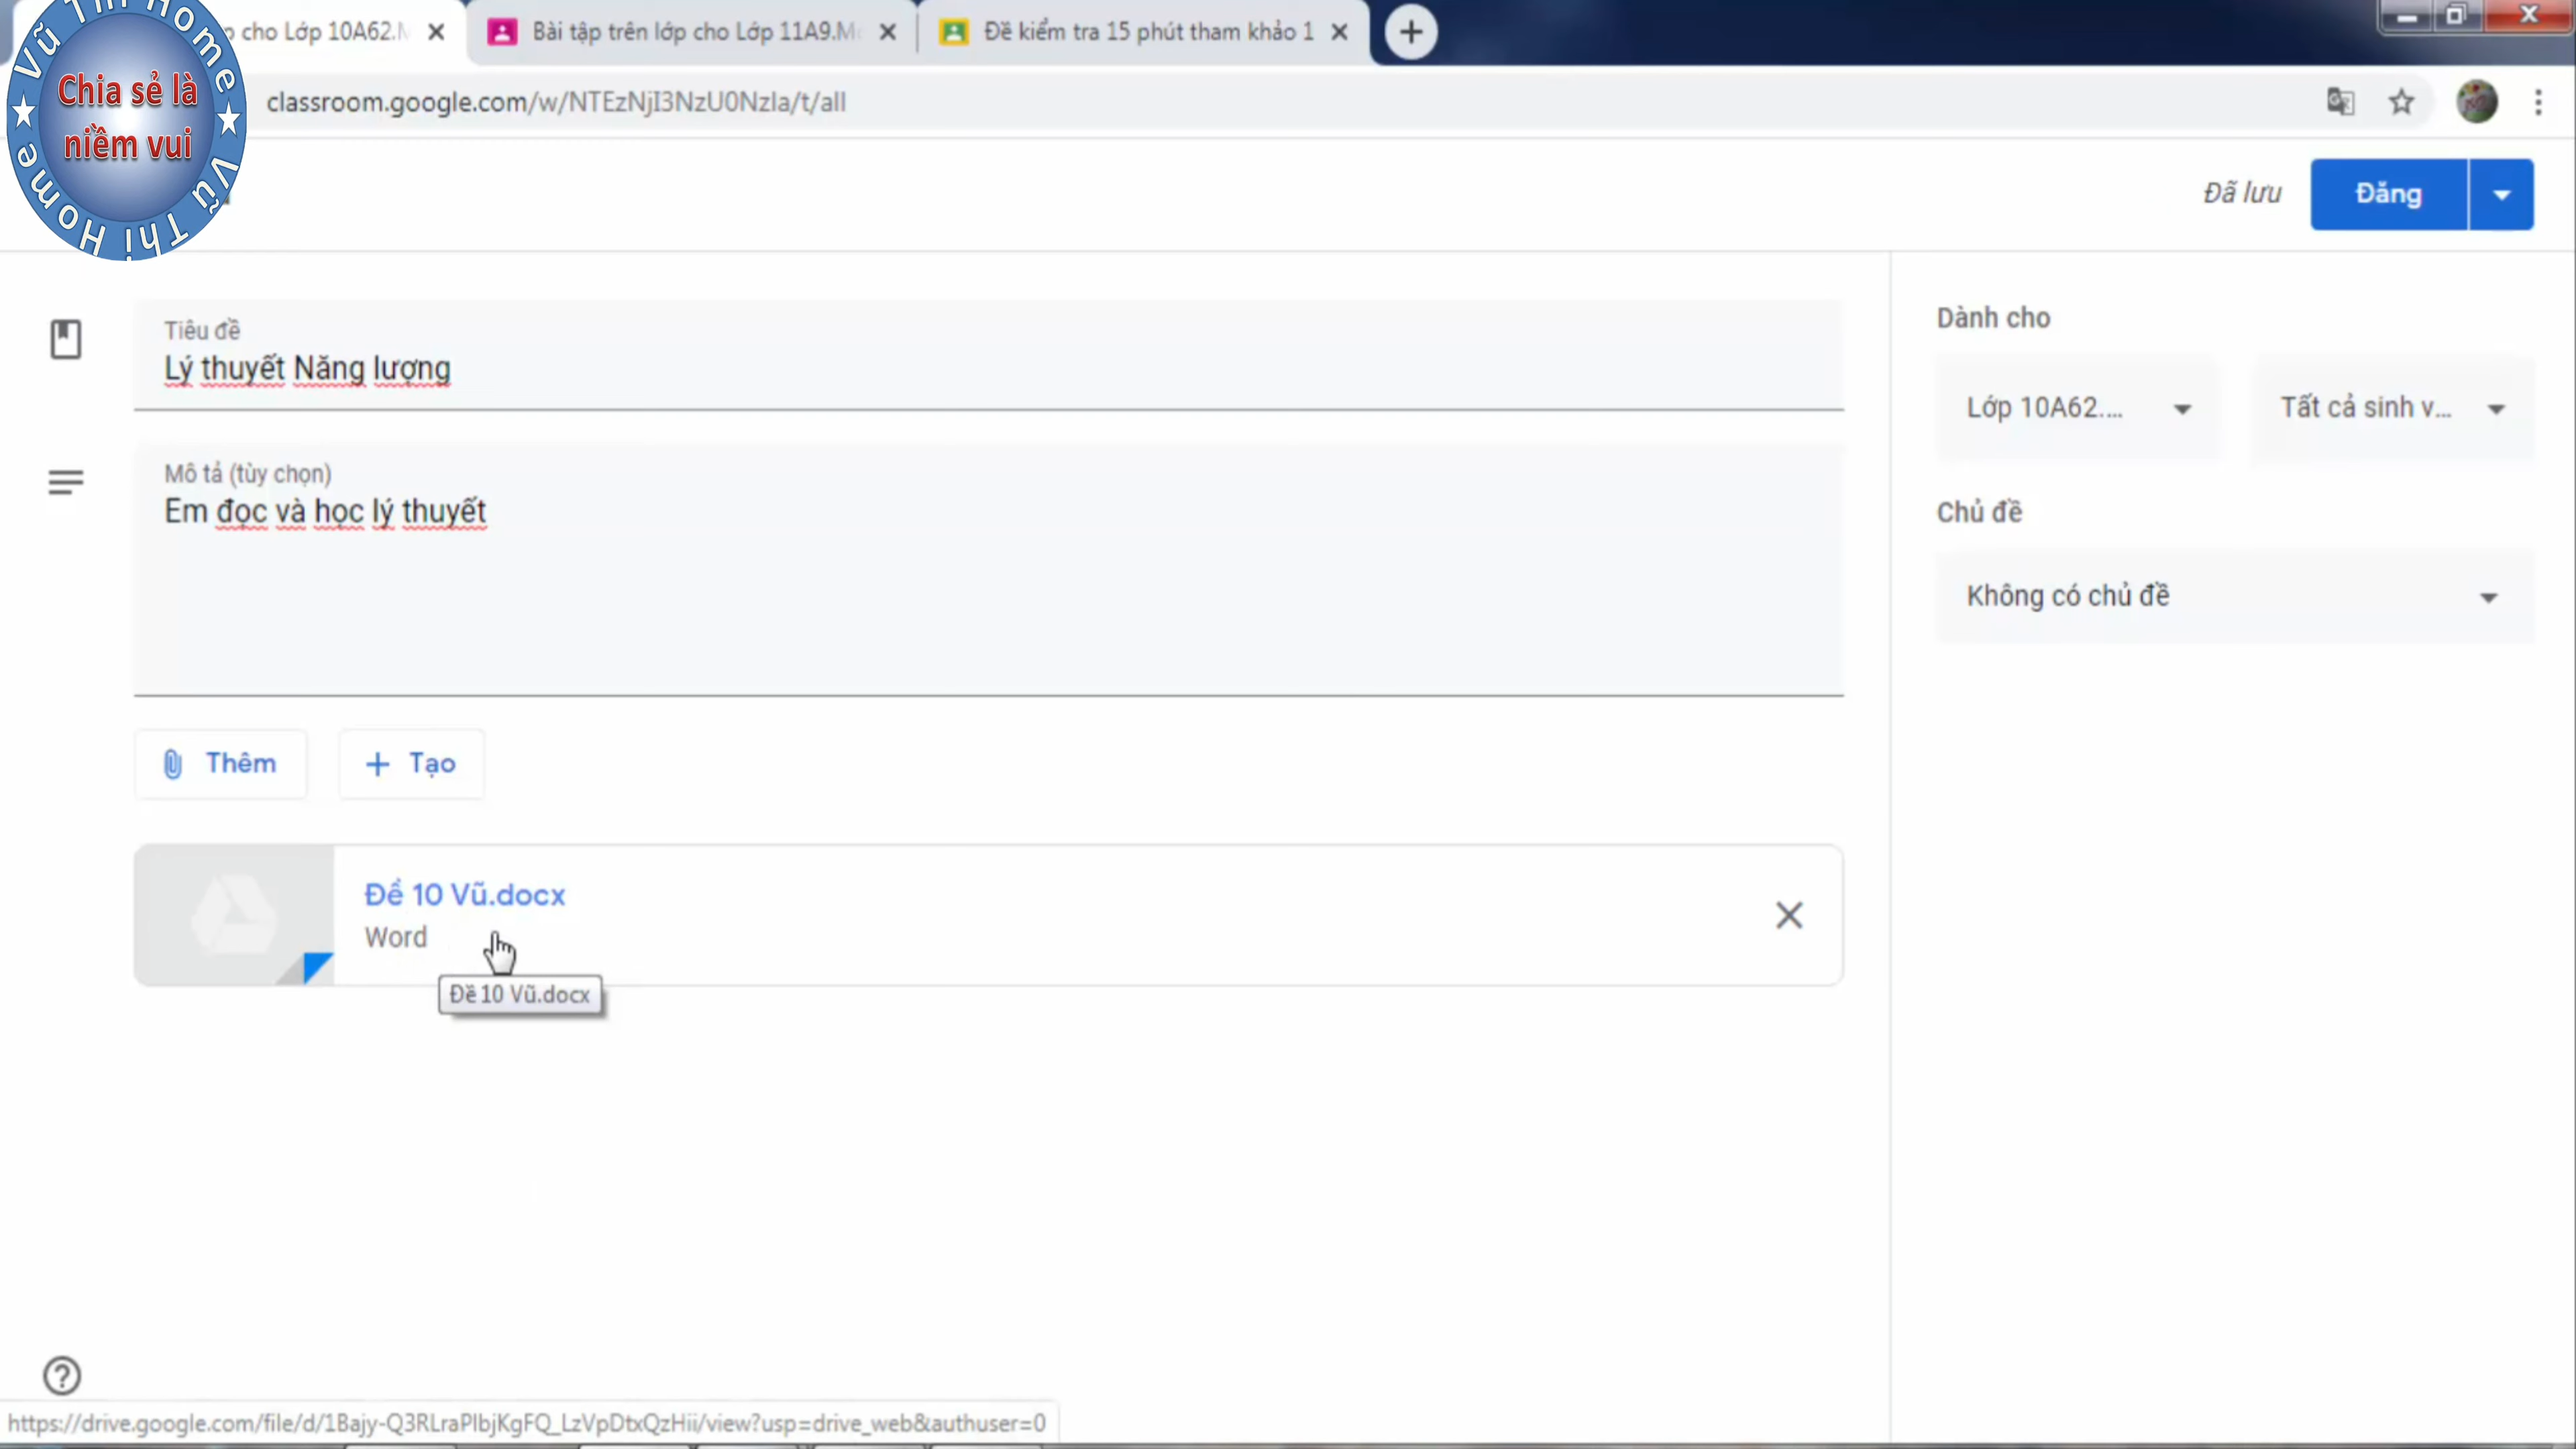 cho Lớp 10A62.
Bài tập trên lớp cho Lớp 11A9.
Đề kiểm tra 15 phút tham khảo 1
Vũ Thị Home
Chia sẻ là
niềm vui
Vũ Thị Home
classroom.google.com/w/NTEzNjI3NzU0Nzla/t/all
Đã lưu
Đăng
Tiêu đề
Lý thuyết Năng lượng
Mô tả (tùy chọn)
Em đọc và học lý thuyết
Thêm
+ Tạo
Đề 10 Vũ.docx
Word
Đề 10 Vũ.docx
Dành cho
Lớp 10A62....
Tất cả sinh v...
Chủ đề
Không có chủ đề
https://drive.google.com/file/d/1Bajy-Q3RLraPlbjKgFQ_LzVpDtxQzHii/view?usp=drive_web&authuser=0